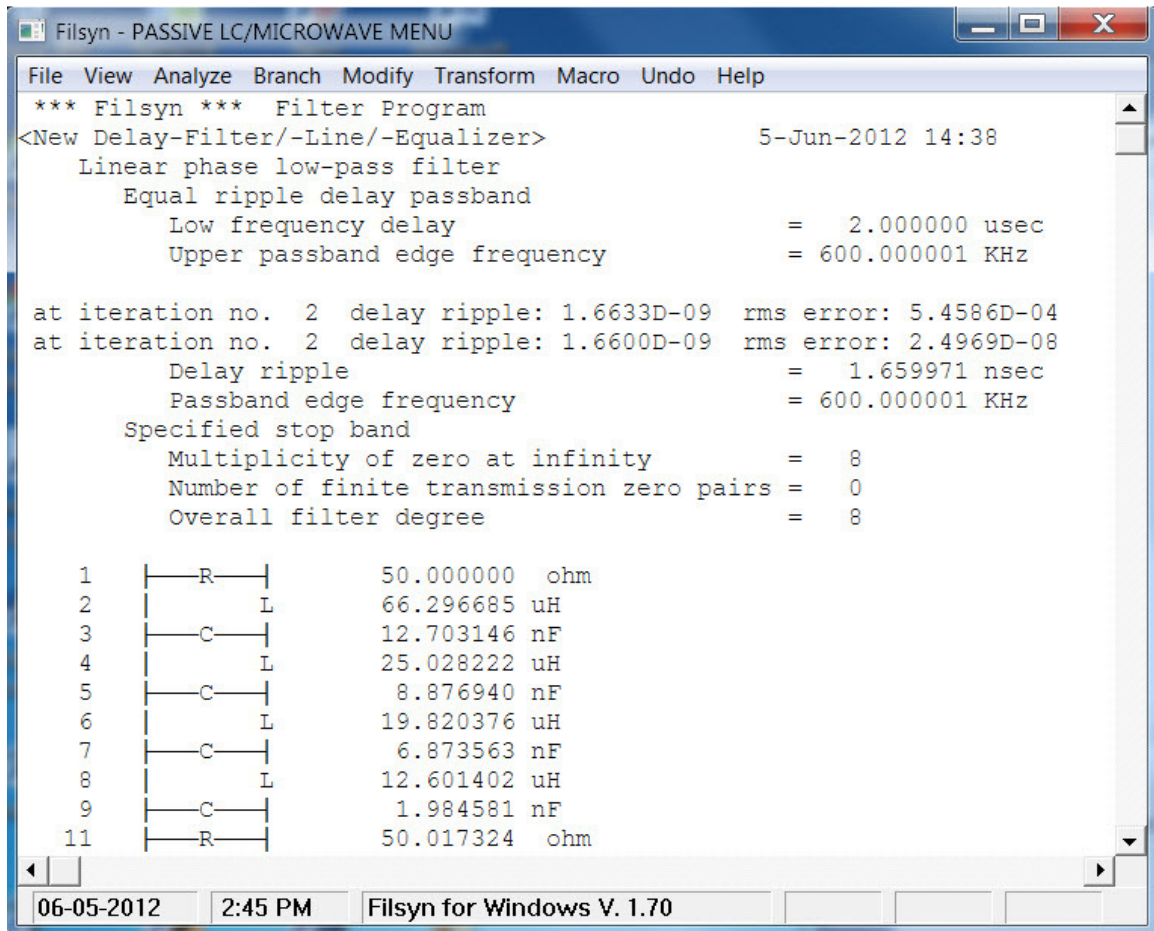 Filsyn - PASSIVE LC/MICROWAVE MENU
File View Analyze Branch Modify Transform Macro Undo Help
*** Filsyn *** Filter Program
<New Delay-Filter/-Line/-Equalizer> 5-Jun-2012 14:38
Linear phase low-pass filter
Equal ripple delay passband
Low frequency delay = 2.000000 usec
Upper passband edge frequency = 600.000001 KHz
at iteration no. 2 delay ripple: 1.6633D-09 rms error: 5.4586D-04
at iteration no. 2 delay ripple: 1.6600D-09 rms error: 2.4969D-08
Delay ripple = 1.659971 nsec
Passband edge frequency = 600.000001 KHz
Specified stop band
Multiplicity of zero at infinity = 8
Number of finite transmission zero pairs = 0
Overall filter degree = 8
1 R 50.000000 ohm
2 L 66.296685 uH
3 C 12.703146 nF
4 L 25.028222 uH
5 C 8.876940 nF
6 L 19.820376 uH
7 C 6.873563 nF
8 L 12.601402 uH
9 C 1.984581 nF
11 R 50.017324 ohm
06-05-2012 2:45 PM Filsyn for Windows V. 1.70